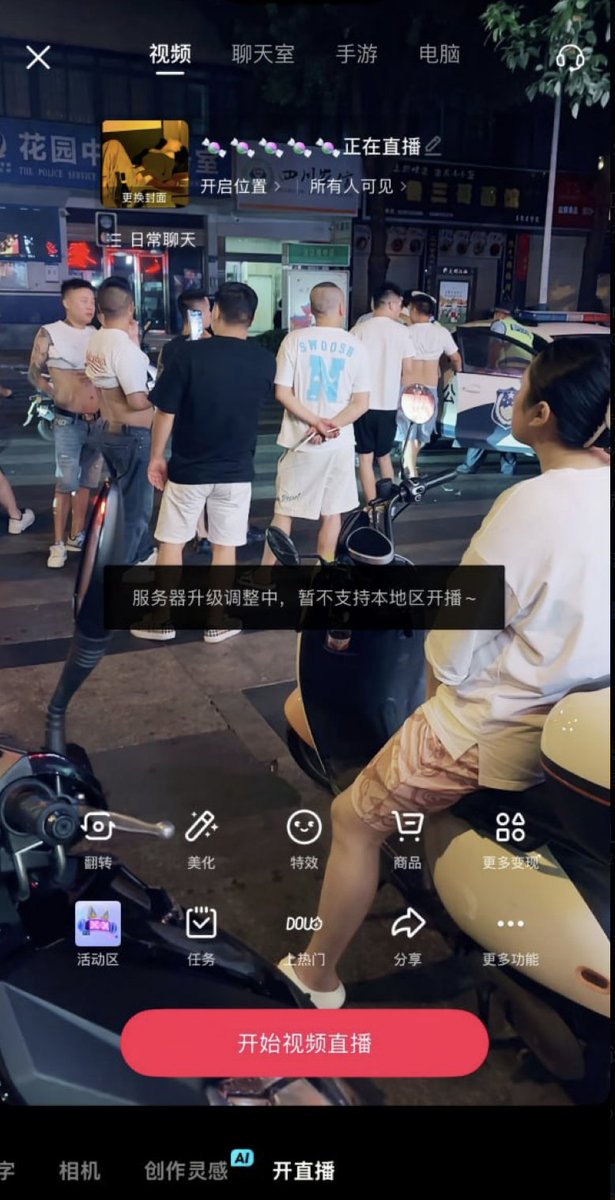 视频 聊天室 手游 电脑
正在直播
更换封面
开启位置 所有人可见
日常聊天
花园中
室
THE POLICE SERVICE
四川
SWOOSH
N
公
服务器升级调整中，暂不支持本地区开播～
翻转 美化 特效 商品 更多变现
DOU+
活动区 任务 上热门 分享 更多功能
开始视频直播
字 相机 创作灵感 AI 开直播